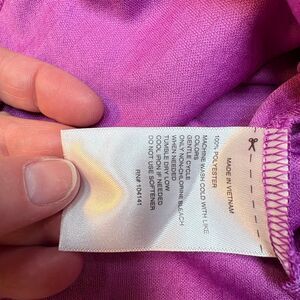 MADE IN VIETNAM
100% POLYESTER
MACHINE WASH COLD WITH LIKE
COLORS
GENTLE CYCLE
ONLY NON-CHLORINE BLEACH
WHEN NEEDED
TUMBLE DRY LOW
COOL IRON IF NEEDED
DO NOT USE SOFTENER
RN# 104141